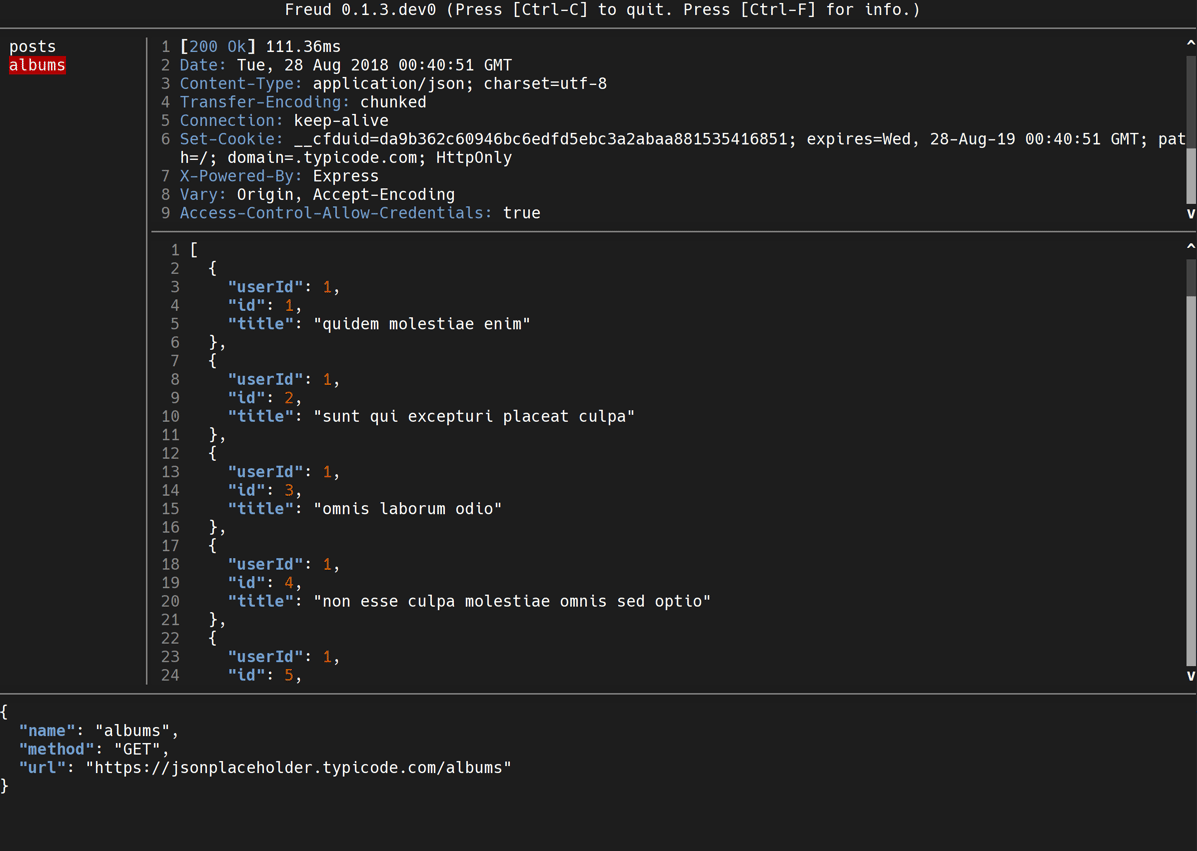 Freud 0.1.3.dev0 (Press [Ctrl-C] to quit. Press [Ctrl-F] for info.)
posts
albums
1 [200 Ok] 111.36ms
2 Date: Tue, 28 Aug 2018 00:40:51 GMT
3 Content-Type: application/json; charset=utf-8
4 Transfer-Encoding: chunked
5 Connection: keep-alive
6 Set-Cookie: __cfduid=da9b362c60946bc6edfd5ebc3a2abaa881535416851; expires=Wed, 28-Aug-19 00:40:51 GMT; pat
h=/; domain=.typicode.com; HttpOnly
7 X-Powered-By: Express
8 Vary: Origin, Accept-Encoding
9 Access-Control-Allow-Credentials: true
^
v
1 [
2   {
3     "userId": 1,
4     "id": 1,
5     "title": "quidem molestiae enim"
6   },
7   {
8     "userId": 1,
9     "id": 2,
10     "title": "sunt qui excepturi placeat culpa"
11   },
12   {
13     "userId": 1,
14     "id": 3,
15     "title": "omnis laborum odio"
16   },
17   {
18     "userId": 1,
19     "id": 4,
20     "title": "non esse culpa molestiae omnis sed optio"
21   },
22   {
23     "userId": 1,
24     "id": 5,
^
v
{
  "name": "albums",
  "method": "GET",
  "url": "https://jsonplaceholder.typicode.com/albums"
}